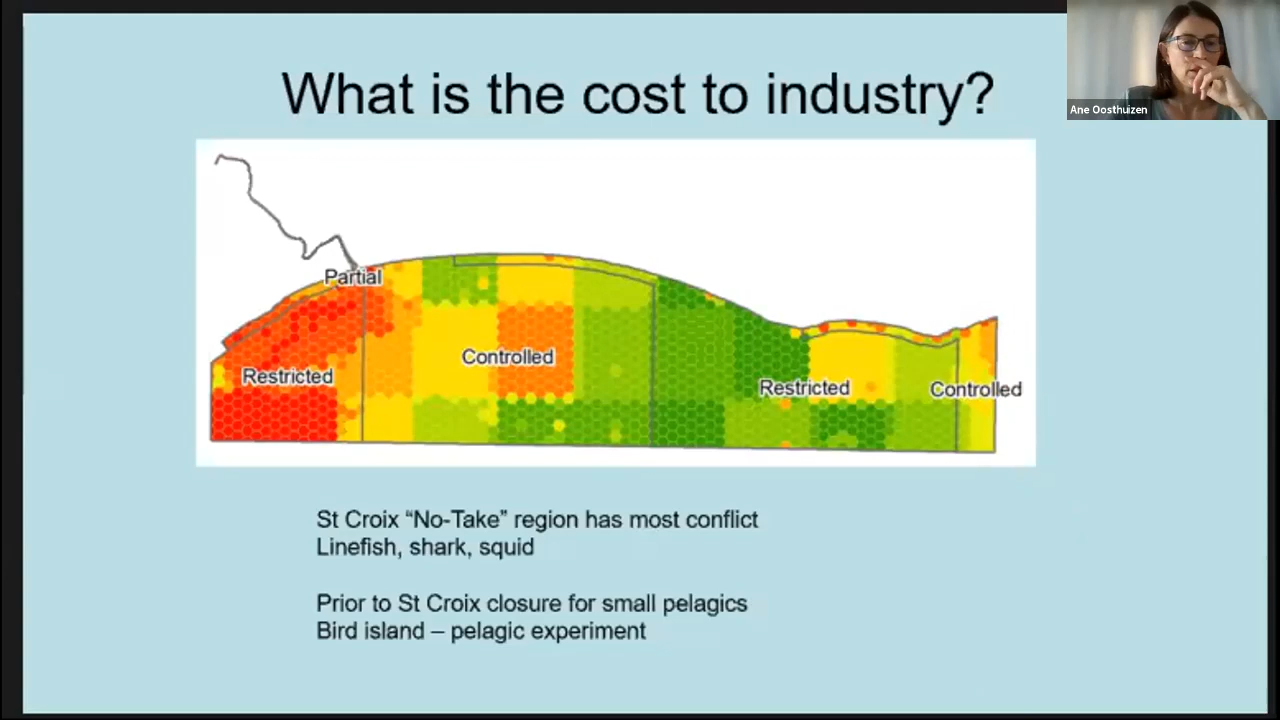 What is the cost to industry?
Ane Oosthuizen
Partial
Controlled
Restricted
Restricted
Controlled
St Croix “No-Take” region has most conflict
Linefish, shark, squid
Prior to St Croix closure for small pelagics
Bird island – pelagic experiment